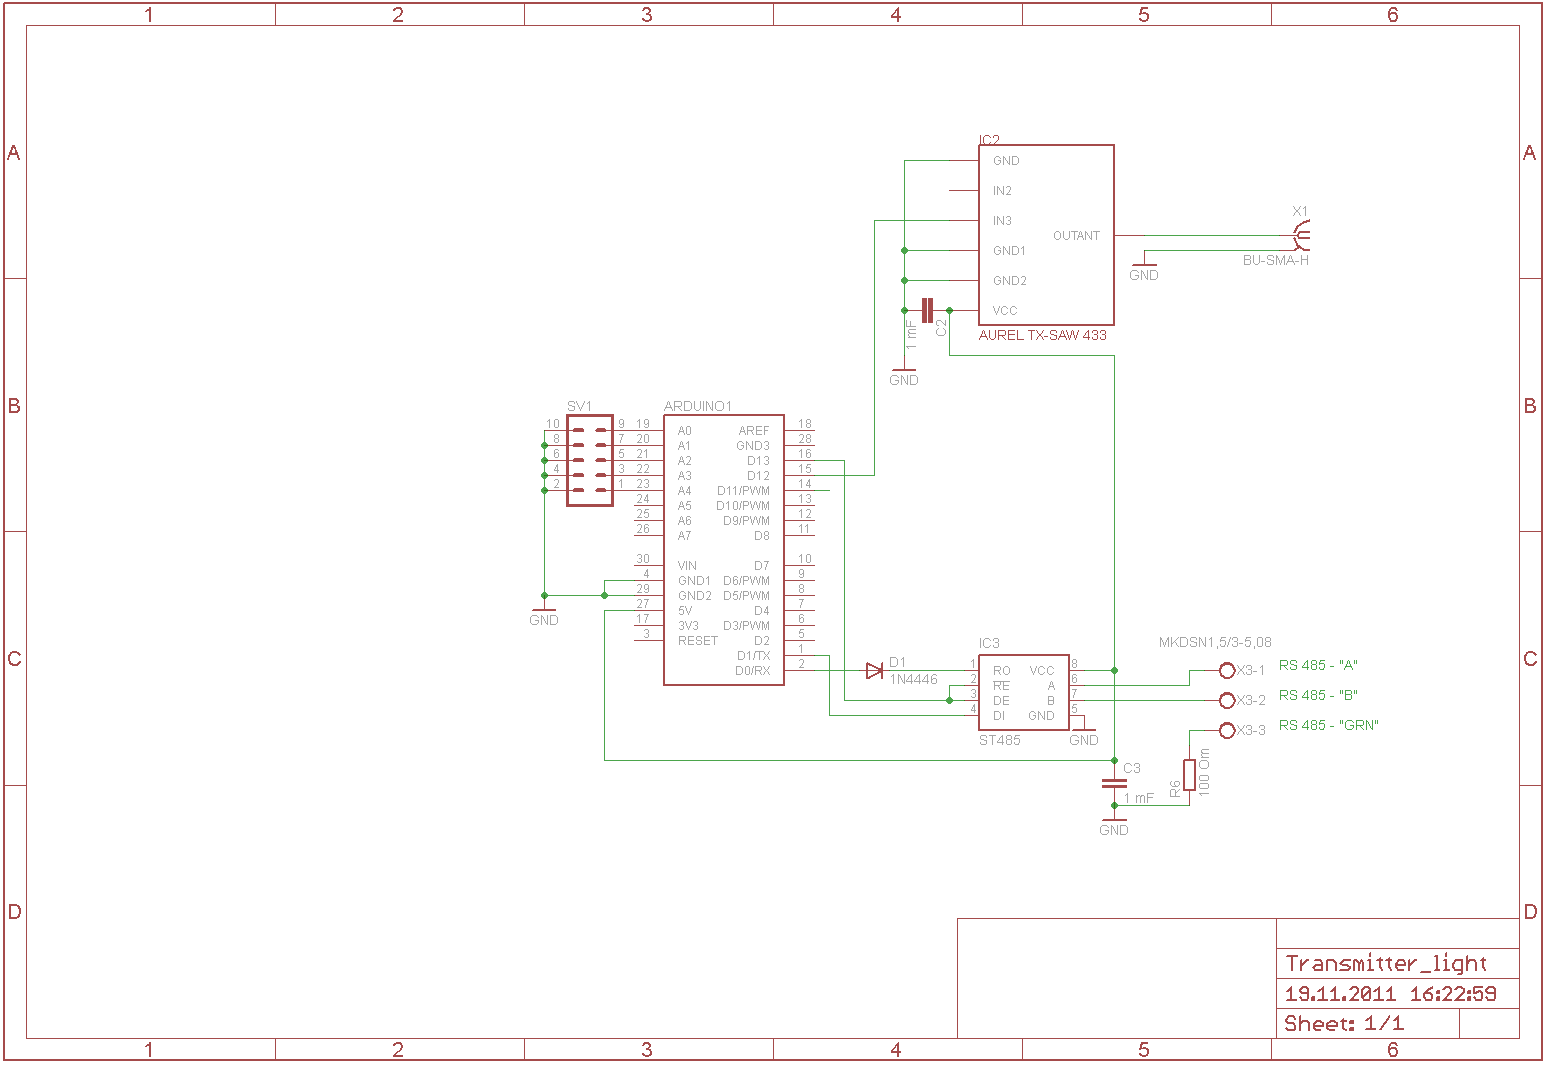 1 2 3 4 5 6
A A
IC2
GND
IN2
IN3
GND1
GND2
VCC
OUTANT
AUREL TX-SAW 433
X1
BU-SMA-H
GND
1 mF
C2
GND
B B
SV1
10 9
8 7
6 5
4 3
2 1
GND
ARDUINO1
19 A0 AREF 18
20 A1 GND3 28
21 A2 D13 16
22 A3 D12 15
23 A4 D11/PWM 14
24 A5 D10/PWM 13
25 A6 D9/PWM 12
26 A7 D8 11
30 VIN D7 10
4 GND1 D6/PWM 9
29 GND2 D5/PWM 8
27 5V D4 7
17 3V3 D3/PWM 6
3 RESET D2 5
D1/TX 1
D0/RX 2
C C
D1
1N4446
IC3
1 RO VCC 8
2 RE A 6
3 DE B 7
4 DI GND 5
ST485
GND
MKDSN1,5/3-5,08
X3-1 RS 485 - "A"
X3-2 RS 485 - "B"
X3-3 RS 485 - "GRN"
C3
1 mF
GND
R6
100 Om
D D
Transmitter_light
19.11.2011 16:22:59
Sheet: 1/1
1 2 3 4 5 6